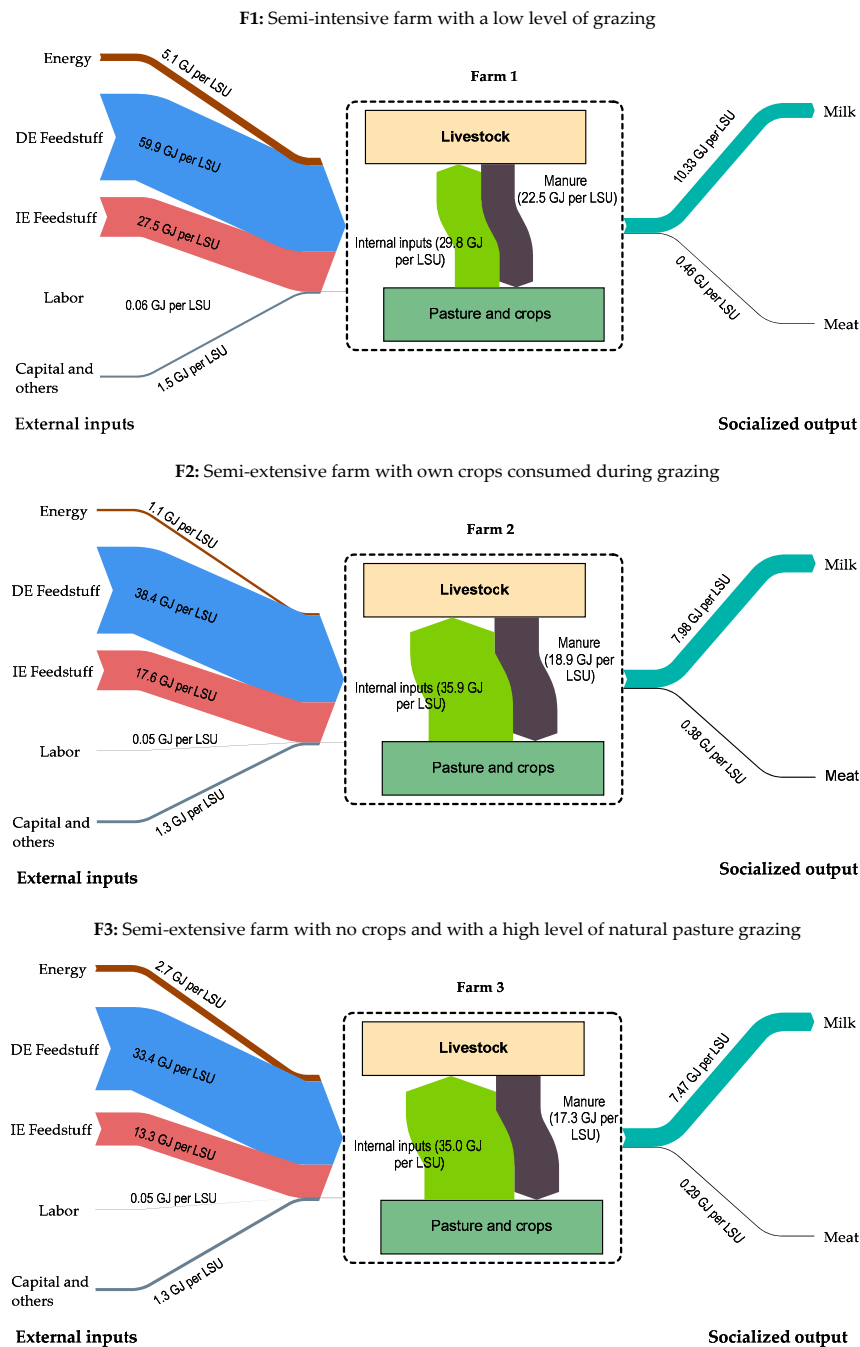 F1: Semi-intensive farm with a low level of grazing
Energy
5.1 GJ per LSU
Farm 1
DE Feedstuff
59.9 GJ per LSU
IE Feedstuff
27.5 GJ per LSU
Labor
0.06 GJ per LSU
Capital and
others
1.5 GJ per LSU
External inputs
Livestock
Manure
(22.5 GJ per LSU)
Internal inputs (29.8 GJ
per LSU)
Pasture and crops
10.33 GJ per LSU
Milk
0.46 GJ per LSU
Meat
Socialized output
F2: Semi-extensive farm with own crops consumed during grazing
Energy
1.1 GJ per LSU
Farm 2
DE Feedstuff
38.4 GJ per LSU
IE Feedstuff
17.6 GJ per LSU
Labor
0.05 GJ per LSU
Capital and
others
1.3 GJ per LSU
External inputs
Livestock
Manure
(18.9 GJ per
LSU)
Internal inputs (35.9 GJ
per LSU)
Pasture and crops
7.98 GJ per LSU
Milk
0.38 GJ per LSU
Meat
Socialized output
F3: Semi-extensive farm with no crops and with a high level of natural pasture grazing
Energy
2.7 GJ per LSU
Farm 3
DE Feedstuff
33.4 GJ per LSU
IE Feedstuff
13.3 GJ per LSU
Labor
0.05 GJ per LSU
Capital and
others
1.3 GJ per LSU
External inputs
Livestock
Manure
(17.3 GJ per
LSU)
Internal inputs (35.0 GJ
per LSU)
Pasture and crops
7.47 GJ per LSU
Milk
0.29 GJ per LSU
Meat
Socialized output